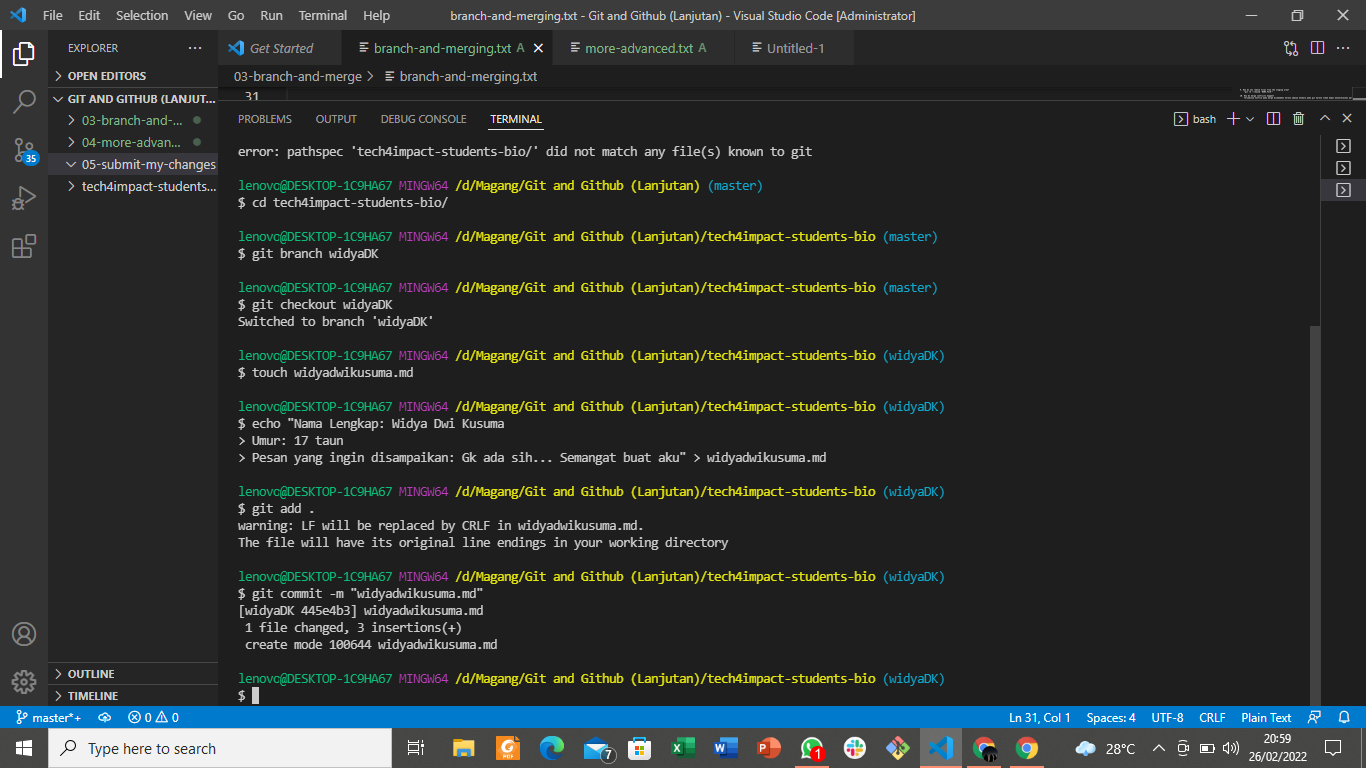 File Edit Selection View Go Run Terminal Help
branch-and-merging.txt - Git and Github (Lanjutan) - Visual Studio Code [Administrator]
EXPLORER
OPEN EDITORS
GIT AND GITHUB (LANJUT...
03-branch-and-...
04-more-advan...
05-submit-my-changes
tech4impact-students...
OUTLINE
TIMELINE
35
Get Started
branch-and-merging.txt A
more-advanced.txt A
Untitled-1
03-branch-and-merge > branch-and-merging.txt
31
PROBLEMS OUTPUT DEBUG CONSOLE TERMINAL
bash
error: pathspec 'tech4impact-students-bio/' did not match any file(s) known to git
lenovo@DESKTOP-1C9HA67 MINGW64 /d/Magang/Git and Github (Lanjutan) (master)
$ cd tech4impact-students-bio/
lenovo@DESKTOP-1C9HA67 MINGW64 /d/Magang/Git and Github (Lanjutan)/tech4impact-students-bio (master)
$ git branch widyaDK
lenovo@DESKTOP-1C9HA67 MINGW64 /d/Magang/Git and Github (Lanjutan)/tech4impact-students-bio (master)
$ git checkout widyaDK
Switched to branch 'widyaDK'
lenovo@DESKTOP-1C9HA67 MINGW64 /d/Magang/Git and Github (Lanjutan)/tech4impact-students-bio (widyaDK)
$ touch widyadwikusuma.md
lenovo@DESKTOP-1C9HA67 MINGW64 /d/Magang/Git and Github (Lanjutan)/tech4impact-students-bio (widyaDK)
$ echo "Nama Lengkap: Widya Dwi Kusuma
> Umur: 17 taun
> Pesan yang ingin disampaikan: Gk ada sih... Semangat buat aku" > widyadwikusuma.md
lenovo@DESKTOP-1C9HA67 MINGW64 /d/Magang/Git and Github (Lanjutan)/tech4impact-students-bio (widyaDK)
$ git add .
warning: LF will be replaced by CRLF in widyadwikusuma.md.
The file will have its original line endings in your working directory
lenovo@DESKTOP-1C9HA67 MINGW64 /d/Magang/Git and Github (Lanjutan)/tech4impact-students-bio (widyaDK)
$ git commit -m "widyadwikusuma.md"
[widyaDK 445e4b3] widyadwikusuma.md
1 file changed, 3 insertions(+)
create mode 100644 widyadwikusuma.md
lenovo@DESKTOP-1C9HA67 MINGW64 /d/Magang/Git and Github (Lanjutan)/tech4impact-students-bio (widyaDK)
$
master*+ 0 0
Ln 31, Col 1 Spaces: 4 UTF-8 CRLF Plain Text
Type here to search
PDF
7
1
28°C
20:59
26/02/2022